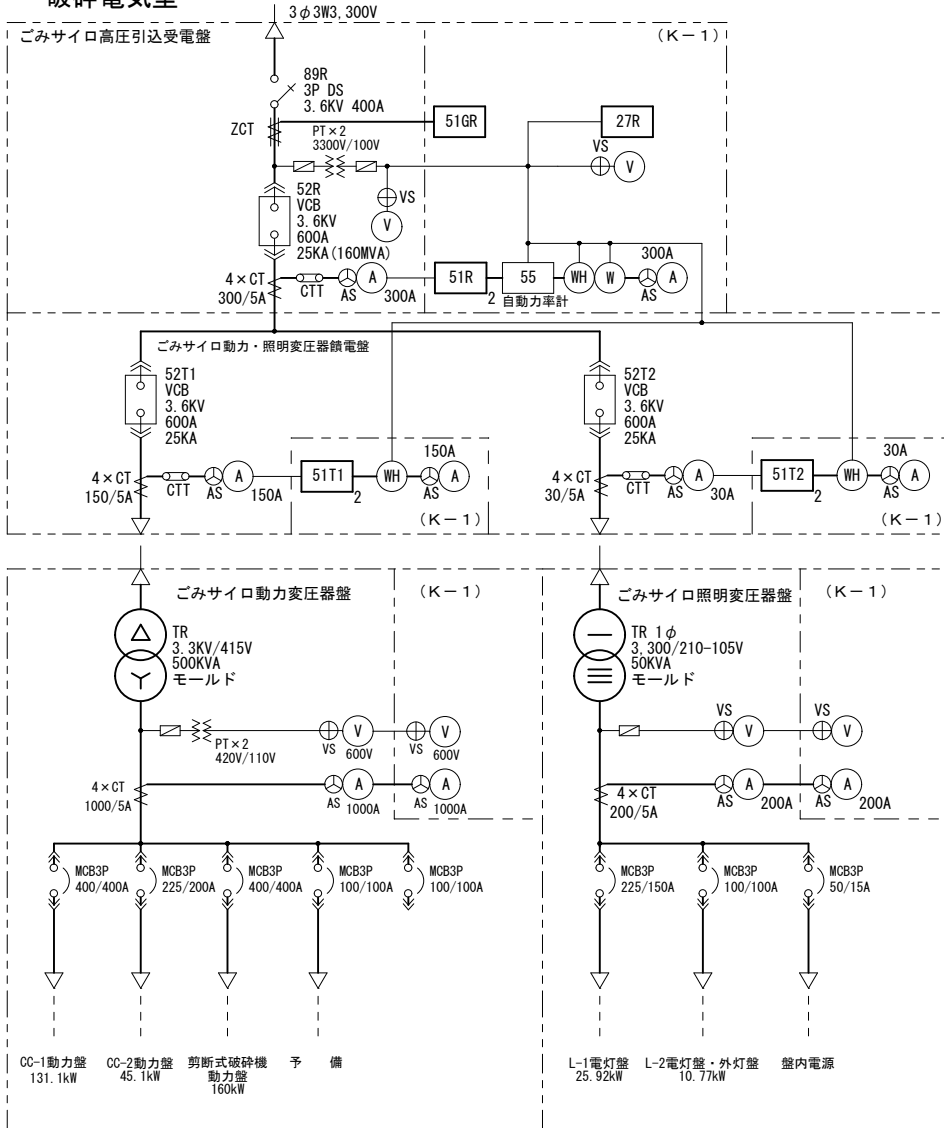 破砕電気室
3φ3W3,300V
ごみサイロ高圧引込受電盤
(K-1)
89R
3P DS
3.6KV 400A
ZCT
PT×2
3300V/100V
51GR
27R
VS
V
VS
V
52R
VCB
3.6KV
600A
25KA(160MVA)
4×CT
300/5A
CTT
AS
A
300A
51R
2
55
自動力率計
WH
W
300A
AS
A
ごみサイロ動力・照明変圧器饋電盤
52T1
VCB
3.6KV
600A
25KA
4×CT
150/5A
CTT
AS
A
150A
51T1
2
WH
150A
AS
A
(K-1)
52T2
VCB
3.6KV
600A
25KA
4×CT
30/5A
CTT
AS
A
30A
51T2
2
WH
30A
AS
A
(K-1)
ごみサイロ動力変圧器盤
(K-1)
TR
3.3KV/415V
500KVA
モールド
PT×2
420V/110V
VS
V
600V
VS
V
600V
4×CT
1000/5A
AS
A
1000A
AS
A
1000A
MCB3P
400/400A
MCB3P
225/200A
MCB3P
400/400A
MCB3P
100/100A
MCB3P
100/100A
CC-1動力盤
131.1kW
CC-2動力盤
45.1kW
剪断式破砕機
動力盤
160kW
予 備
ごみサイロ照明変圧器盤
(K-1)
TR 1φ
3,300/210-105V
50KVA
モールド
VS
V
VS
V
4×CT
200/5A
AS
A
200A
AS
A
200A
MCB3P
225/150A
MCB3P
100/100A
MCB3P
50/15A
L-1電灯盤
25.92kW
L-2電灯盤・外灯盤
10.77kW
盤内電源